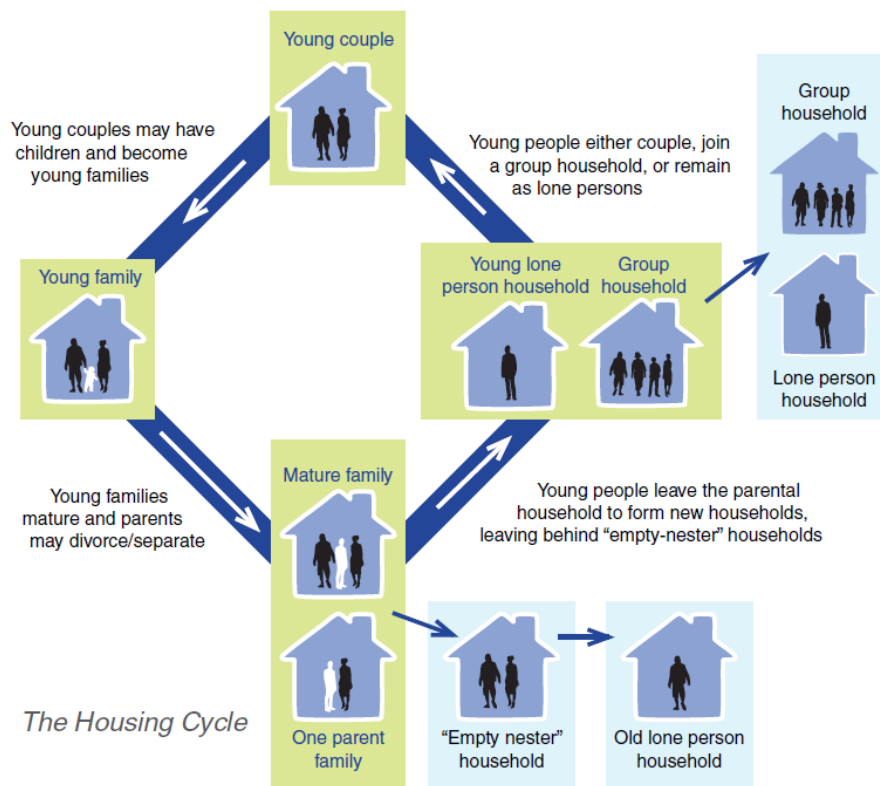 Young couple
Young couples may have
children and become
young families
Young people either couple, join
a group household, or remain
as lone persons
Group
household
Young family
Young lone
person household
Group
household
Lone person
household
Mature family
Young families
mature and parents
may divorce/separate
Young people leave the parental
household to form new households,
leaving behind “empty-nester” households
The Housing Cycle
One parent
family
“Empty nester”
household
Old lone person
household